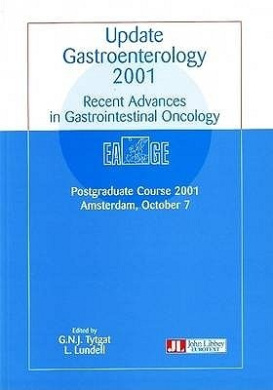 Update
Gastroenterology
2001
Recent Advances
in Gastrointestinal Oncology
EAGE
Postgraduate Course 2001
Amsterdam, October 7
Edited by
G.N.J. Tytgat
L. Lundell
JL
John Libbey
EUROTEXT